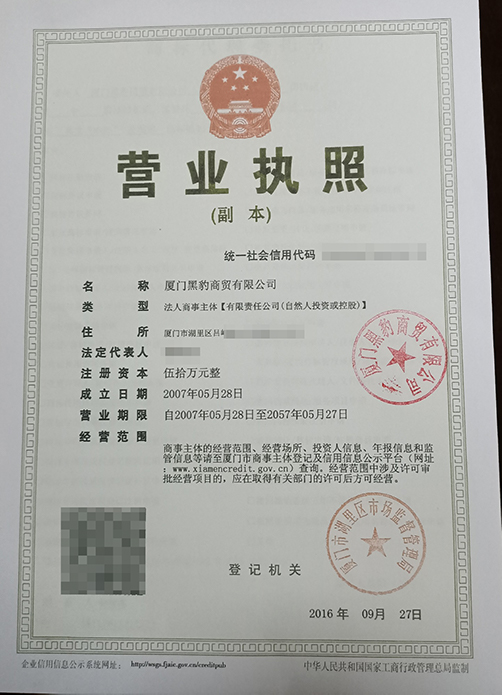 营业执照
(副 本)
统一社会信用代码
名 称 厦门黑豹商贸有限公司
类 型 法人商事主体【有限责任公司(自然人投资或控股)】
住 所 厦门市湖里区吕
法定代表人
注册资本 伍拾万元整
成立日期 2007年05月28日
营业期限 自2007年05月28日至2057年05月27日
经营范围
商事主体的经营范围、经营场所、投资人信息、年报信息和监
管信息等请至厦门市商事主体登记及信用信息公示平台（网址
：www.xiamencredit.gov.cn）查询。经营范围中涉及许可审
批经营项目的，应在取得有关部门的许可后方可经营。
厦门黑豹商贸有限公司
厦门市湖里区市场监督管理局
登记机关
2016 年 09月 27日
企业信用信息公示系统网址： http://wsgs.fjaic.gov.cn/creditpub
中华人民共和国国家工商行政管理总局监制